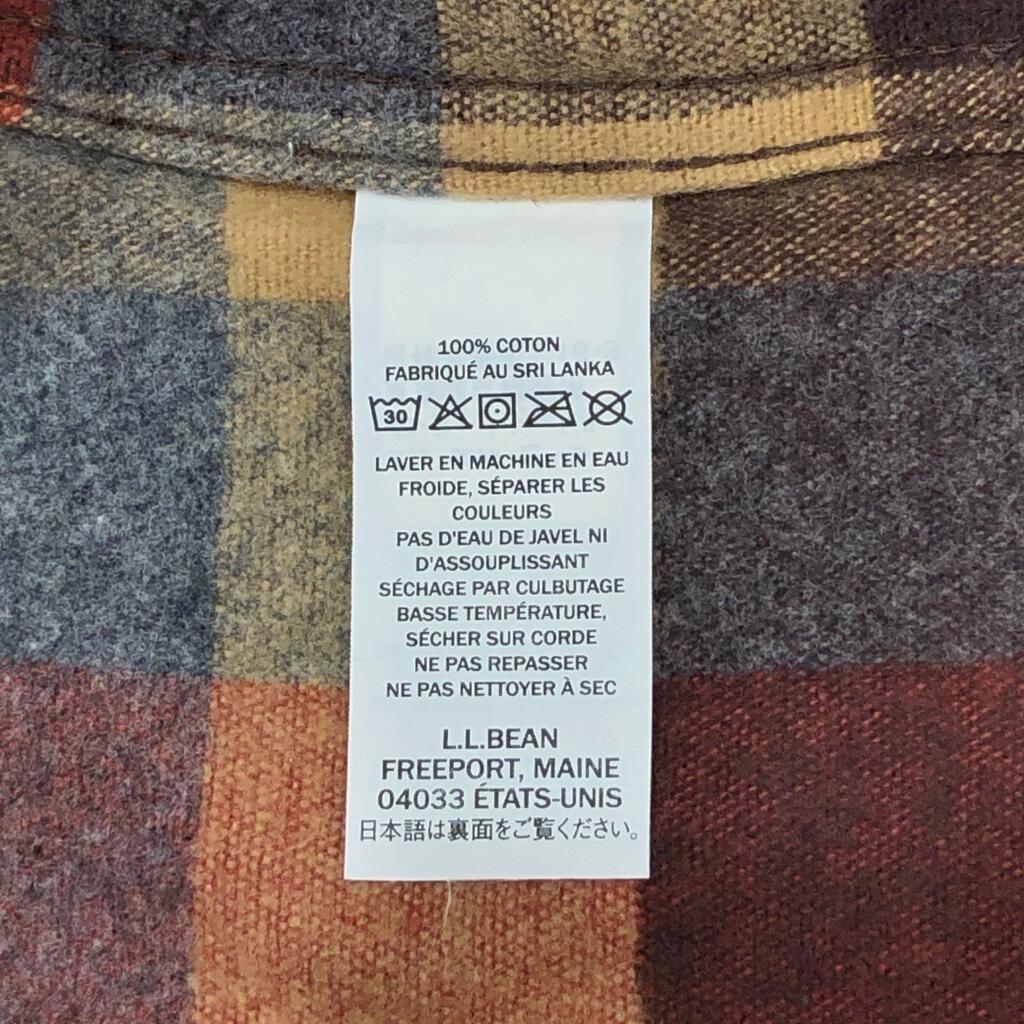 100% COTON
FABRIQUÉ AU SRI LANKA
30
LAVER EN MACHINE EN EAU
FROIDE, SÉPARER LES
COULEURS
PAS D'EAU DE JAVEL NI
D'ASSOUPLISSANT
SÉCHAGE PAR CULBUTAGE
BASSE TEMPÉRATURE,
SÉCHER SUR CORDE
NE PAS REPASSER
NE PAS NETTOYER À SEC
L.L.BEAN
FREEPORT, MAINE
04033 ÉTATS-UNIS
日本語は裏面をご覧ください。